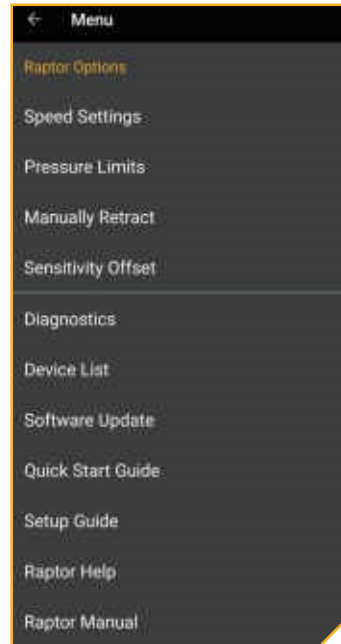 Menu
Raptor Options
Speed Settings
Pressure Limits
Manually Retract
Sensitivity Offset
Diagnostics
Device List
Software Update
Quick Start Guide
Setup Guide
Raptor Help
Raptor Manual